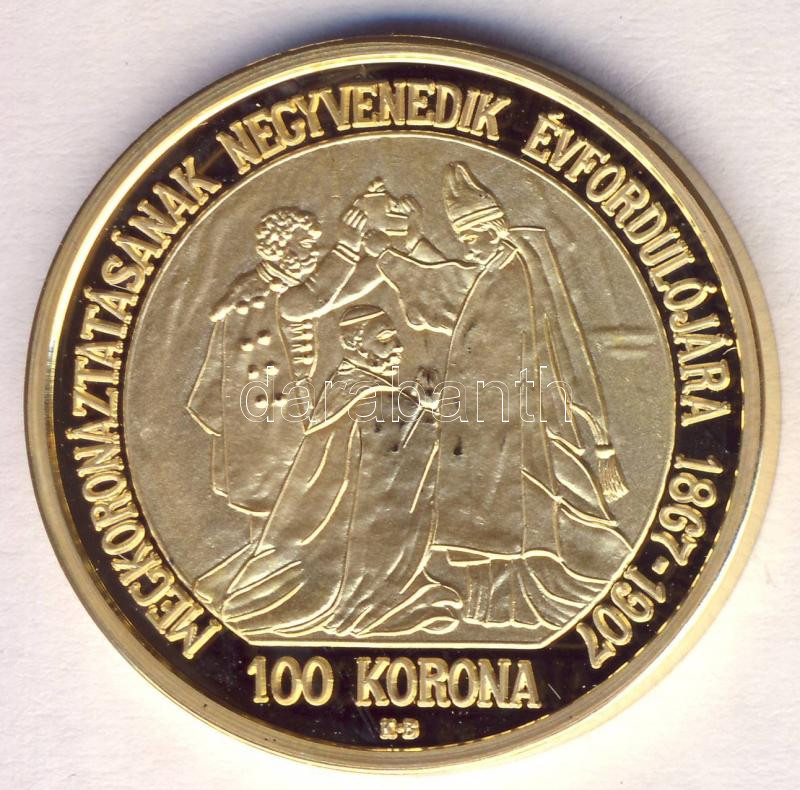 MEGKORONÁZTATÁSÁNAK NEGYVENEDIK ÉVFORDULÓJÁRA 1867-1907
100 KORONA
K·B
darabanth